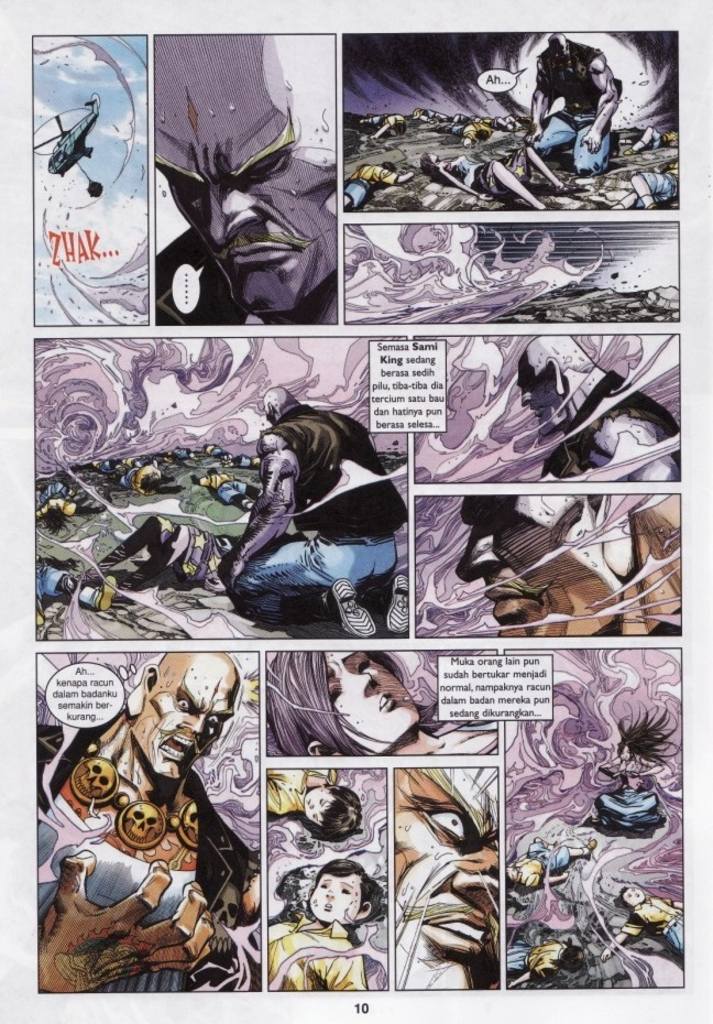 ZHAK...
......
Ah...
Semasa Sami
King sedang
berasa sedih
pilu, tiba-tiba dia
tercium satu bau
dan hatinya pun
berasa selesa...
Ah...
kenapa racun
dalam badanku
semakin ber-
kurang...
Muka orang lain pun
sudah bertukar menjadi
normal, nampaknya racun
dalam badan mereka pun
sedang dikurangkan...
10